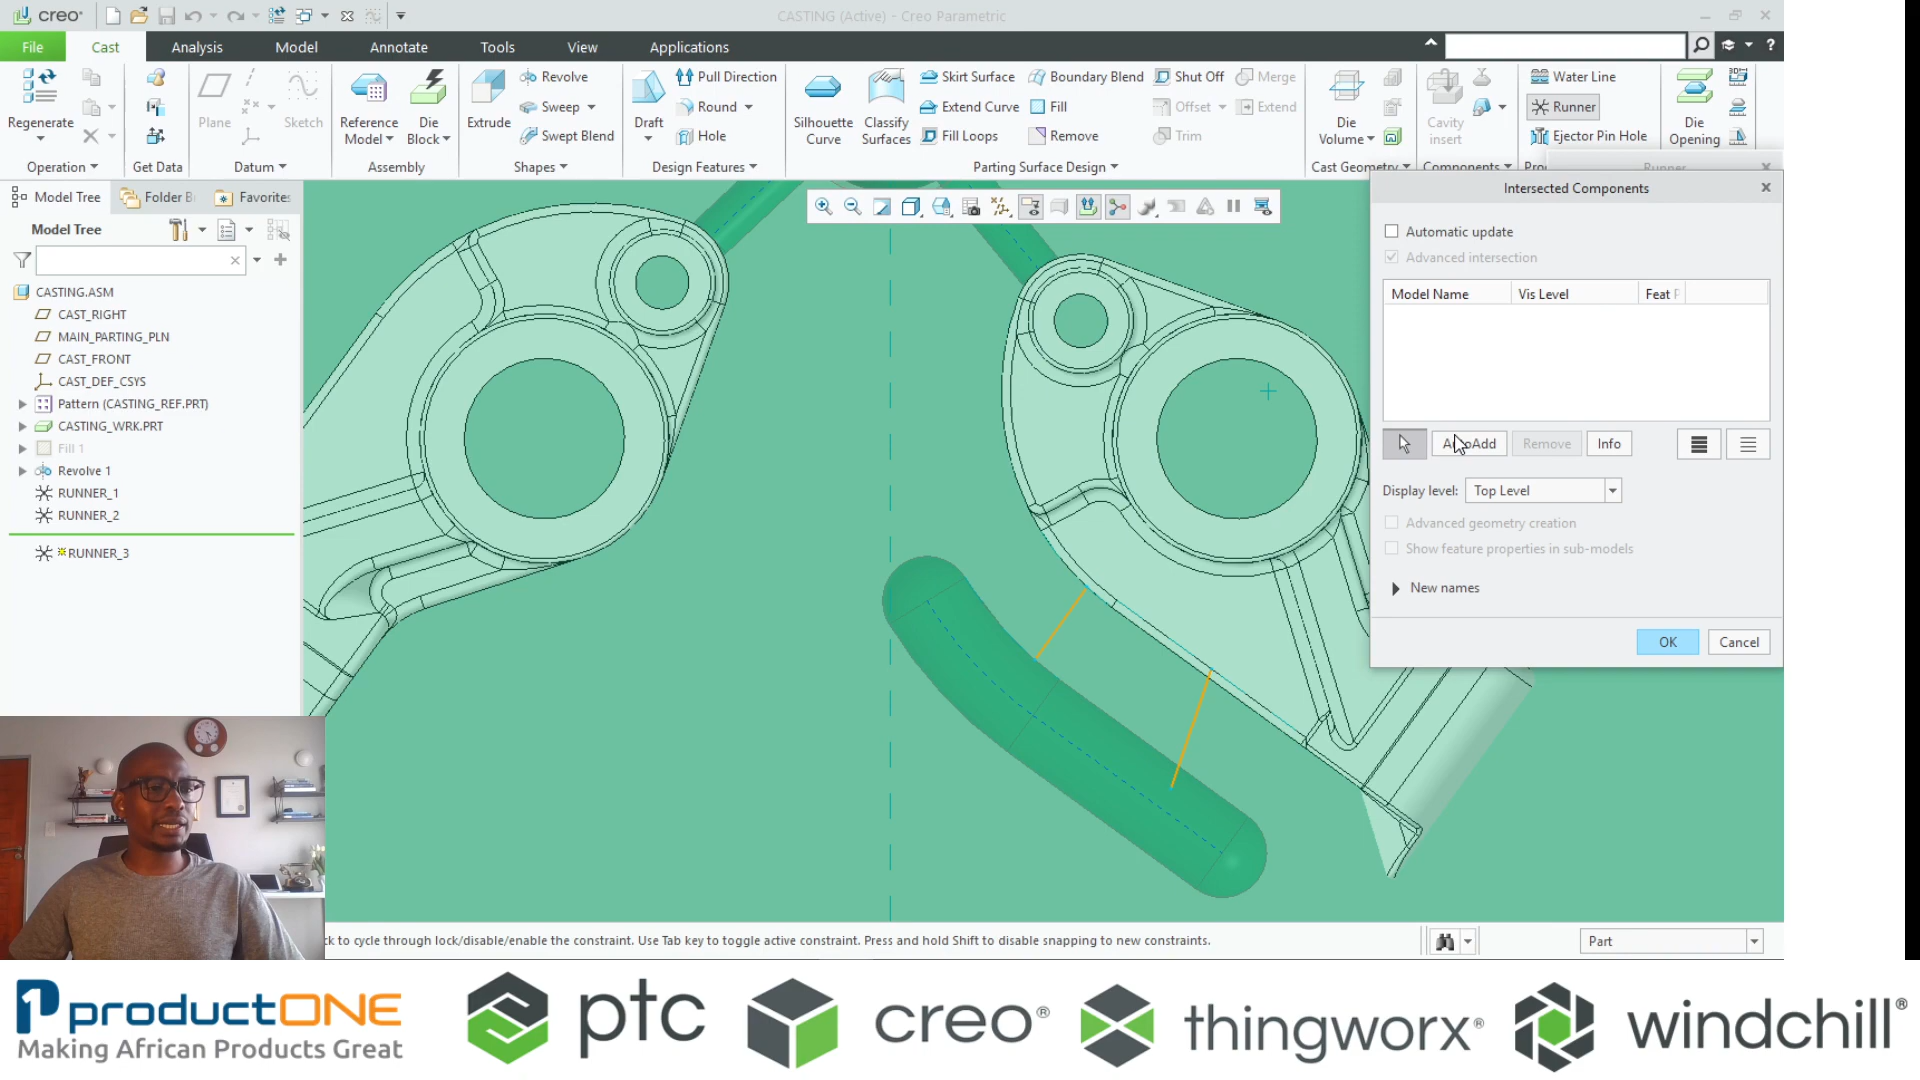 creo°
CASTING (Active) - Creo Parametric
File
Cast
Analysis
Model
Annotate
Tools
View
Applications
Regenerate
Operation
Get Data
Plane
Sketch
Datum
Reference Model
Die Block
Assembly
Extrude
Revolve
Sweep
Swept Blend
Shapes
Draft
Pull Direction
Round
Hole
Design Features
Silhouette Curve
Classify Surfaces
Skirt Surface
Extend Curve
Fill Loops
Boundary Blend
Fill
Remove
Shut Off
Offset
Trim
Merge
Extend
Parting Surface Design
Die Volume
Cast Geometry
Cavity insert
Components
Water Line
Runner
Ejector Pin Hole
Die Opening
Runner
Model Tree
Folder B
Favorite
Model Tree
CASTING.ASM
CAST_RIGHT
MAIN_PARTING_PLN
CAST_FRONT
CAST_DEF_CSYS
Pattern (CASTING_REF.PRT)
CASTING_WRK.PRT
Fill 1
Revolve 1
RUNNER_1
RUNNER_2
RUNNER_3
Intersected Components
Automatic update
Advanced intersection
Model Name
Vis Level
Feat P
AutoAdd
Remove
Info
Display level:
Top Level
Advanced geometry creation
Show feature properties in sub-models
New names
OK
Cancel
ck to cycle through lock/disable/enable the constraint. Use Tab key to toggle active constraint. Press and hold Shift to disable snapping to new constraints.
Part
1 productONE
Making African Products Great
ptc
creo®
thingworx®
windchill®